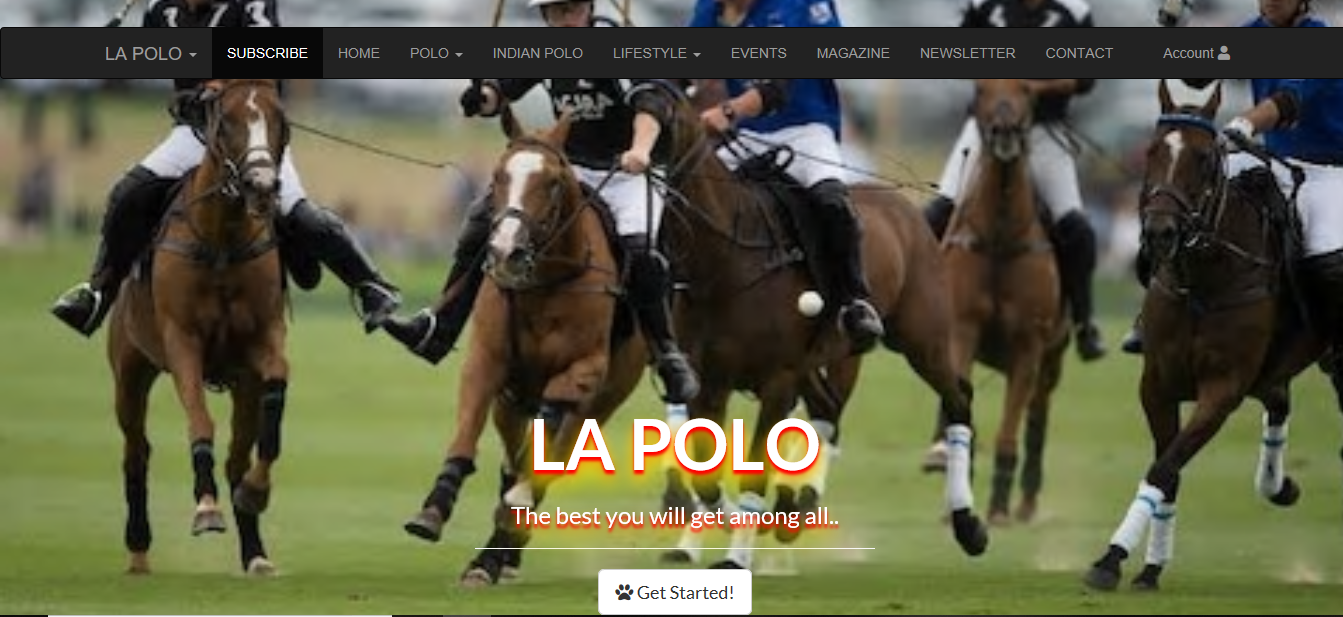 LA POLO SUBSCRIBE HOME POLO INDIAN POLO LIFESTYLE EVENTS MAGAZINE NEWSLETTER CONTACT Account
LA POLO
The best you will get among all..
Get Started!